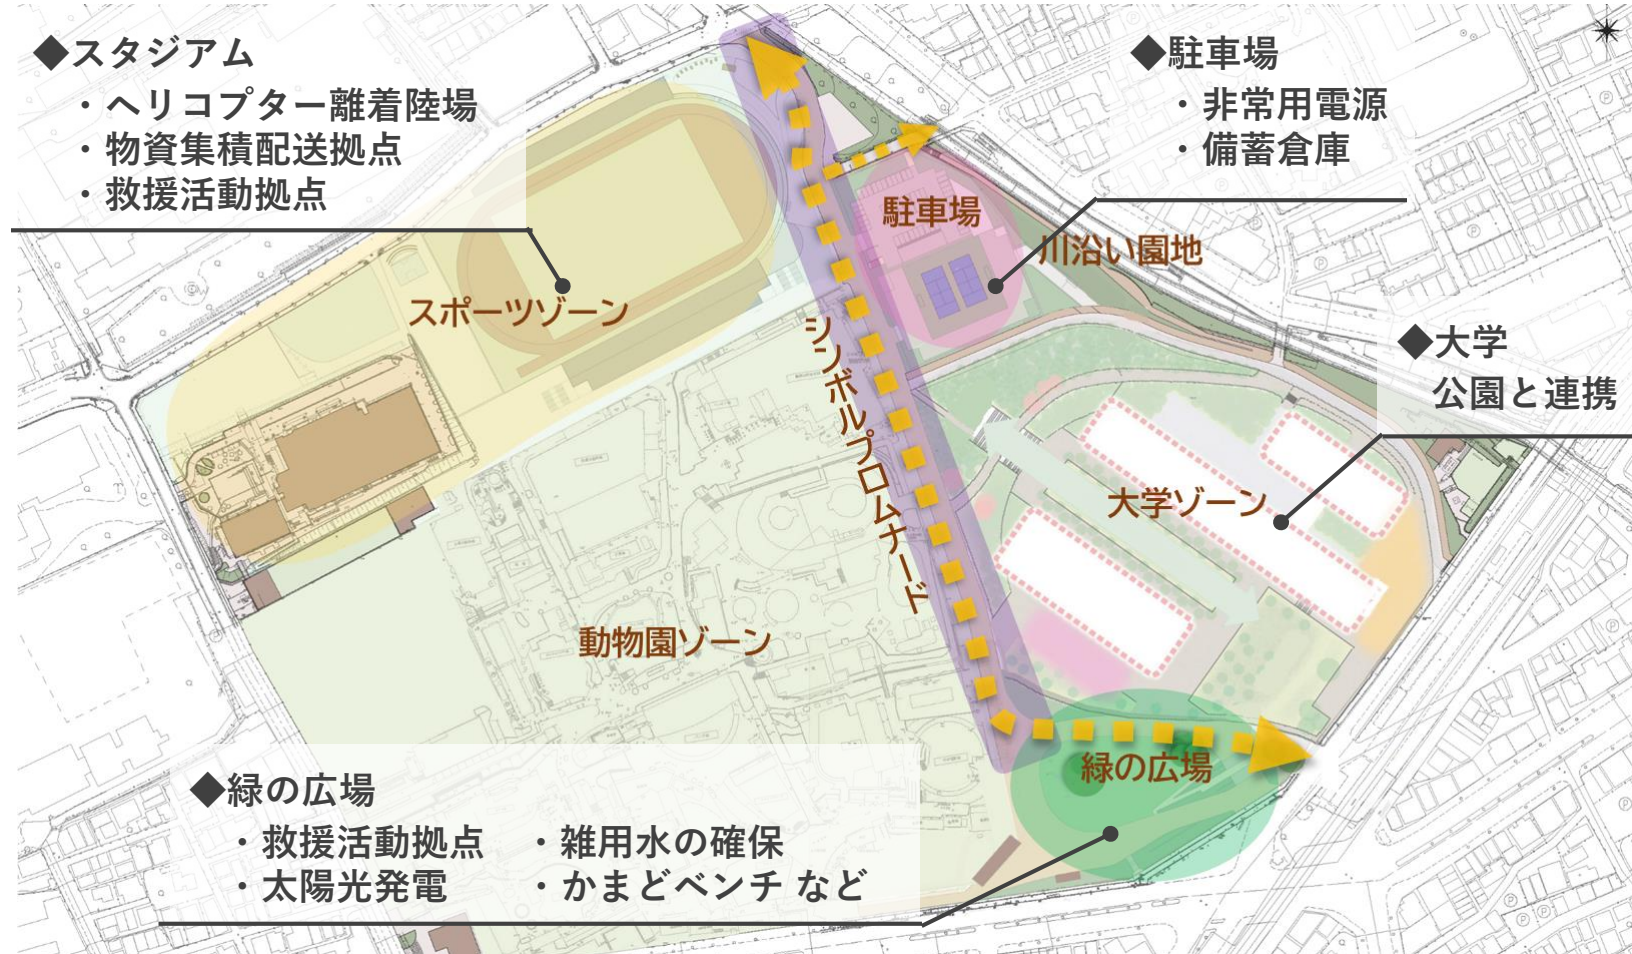 ◆スタジアム
・ヘリコプター離着陸場
・物資集積配送拠点
・救援活動拠点
◆駐車場
・非常用電源
・備蓄倉庫
駐車場
川沿い園地
スポーツゾーン
シンボルプロムナード
◆大学
公園と連携
大学ゾーン
動物園ゾーン
緑の広場
◆緑の広場
・救援活動拠点 ・雑用水の確保
・太陽光発電 ・かまどベンチ など